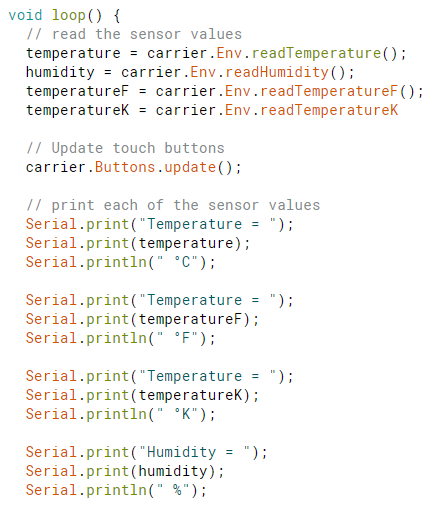 void loop() {
  // read the sensor values
  temperature = carrier.Env.readTemperature();
  humidity = carrier.Env.readHumidity();
  temperatureF = carrier.Env.readTemperatureF();
  temperatureK = carrier.Env.readTemperatureK

  // Update touch buttons
  carrier.Buttons.update();

  // print each of the sensor values
  Serial.print("Temperature = ");
  Serial.print(temperature);
  Serial.println(" °C");

  Serial.print("Temperature = ");
  Serial.print(temperatureF);
  Serial.println(" °F");

  Serial.print("Temperature = ");
  Serial.print(temperatureK);
  Serial.println(" °K");

  Serial.print("Humidity = ");
  Serial.print(humidity);
  Serial.println(" %");